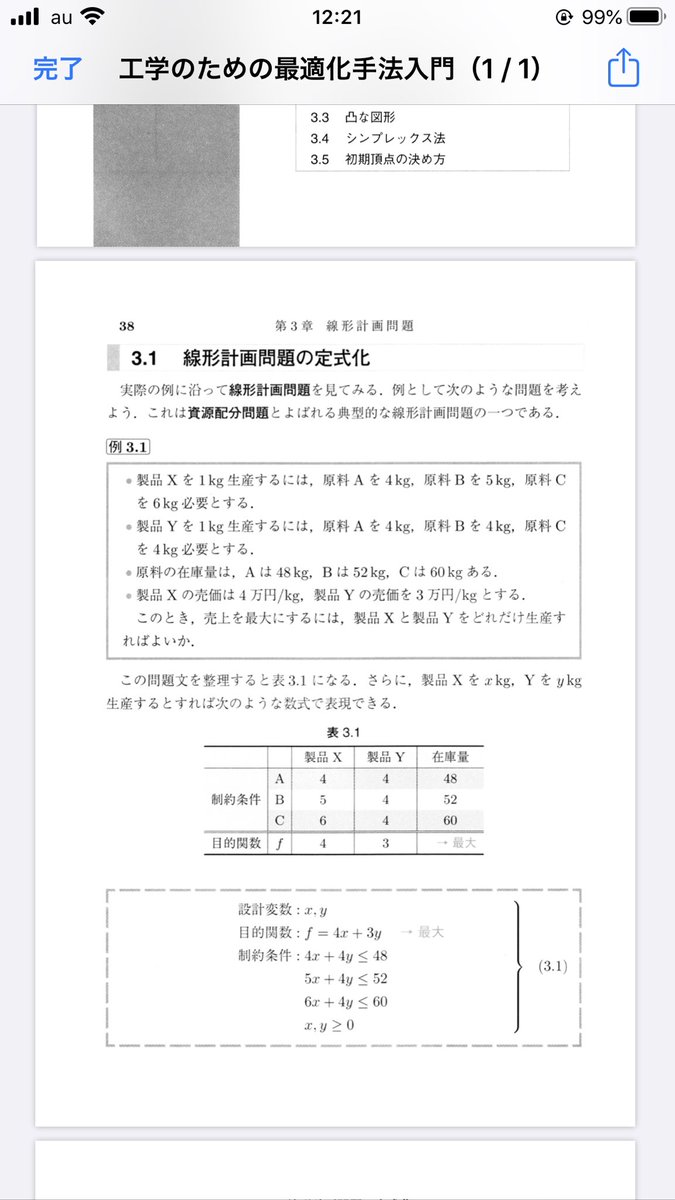 au 12:21 99%
完了 工学のための最適化手法入門（1 / 1）
3.3 凸な図形
3.4 シンプレックス法
3.5 初期頂点の決め方
38 第3章 線形計画問題
3.1 線形計画問題の定式化
実際の例に沿って線形計画問題を見てみる．例として次のような問題を考え
よう．これは資源配分問題とよばれる典型的な線形計画問題の一つである．
例 3.1
● 製品 X を 1 kg 生産するには，原料 A を 4 kg，原料 B を 5 kg，原料 C
を 6 kg 必要とする．
● 製品 Y を 1 kg 生産するには，原料 A を 4 kg，原料 B を 4 kg，原料 C
を 4 kg 必要とする．
● 原料の在庫量は，A は 48 kg，B は 52 kg，C は 60 kg ある．
● 製品 X の売価は 4 万円/kg，製品 Y の売価を 3 万円/kg とする．
このとき，売上を最大にするには，製品 X と製品 Y をどれだけ生産す
ればよいか．
この問題文を整理すると表 3.1 になる．さらに，製品 X を x kg，Y を y kg
生産するとすれば次のような数式で表現できる．
表 3.1
製品 X 製品 Y 在庫量
A 4 4 48
制約条件 B 5 4 52
C 6 4 60
目的関数 f 4 3 → 最大
設計変数 : x, y
目的関数 : f = 4x + 3y → 最大
制約条件 : 4x + 4y ≤ 48
5x + 4y ≤ 52
6x + 4y ≤ 60
x, y ≥ 0
(3.1)